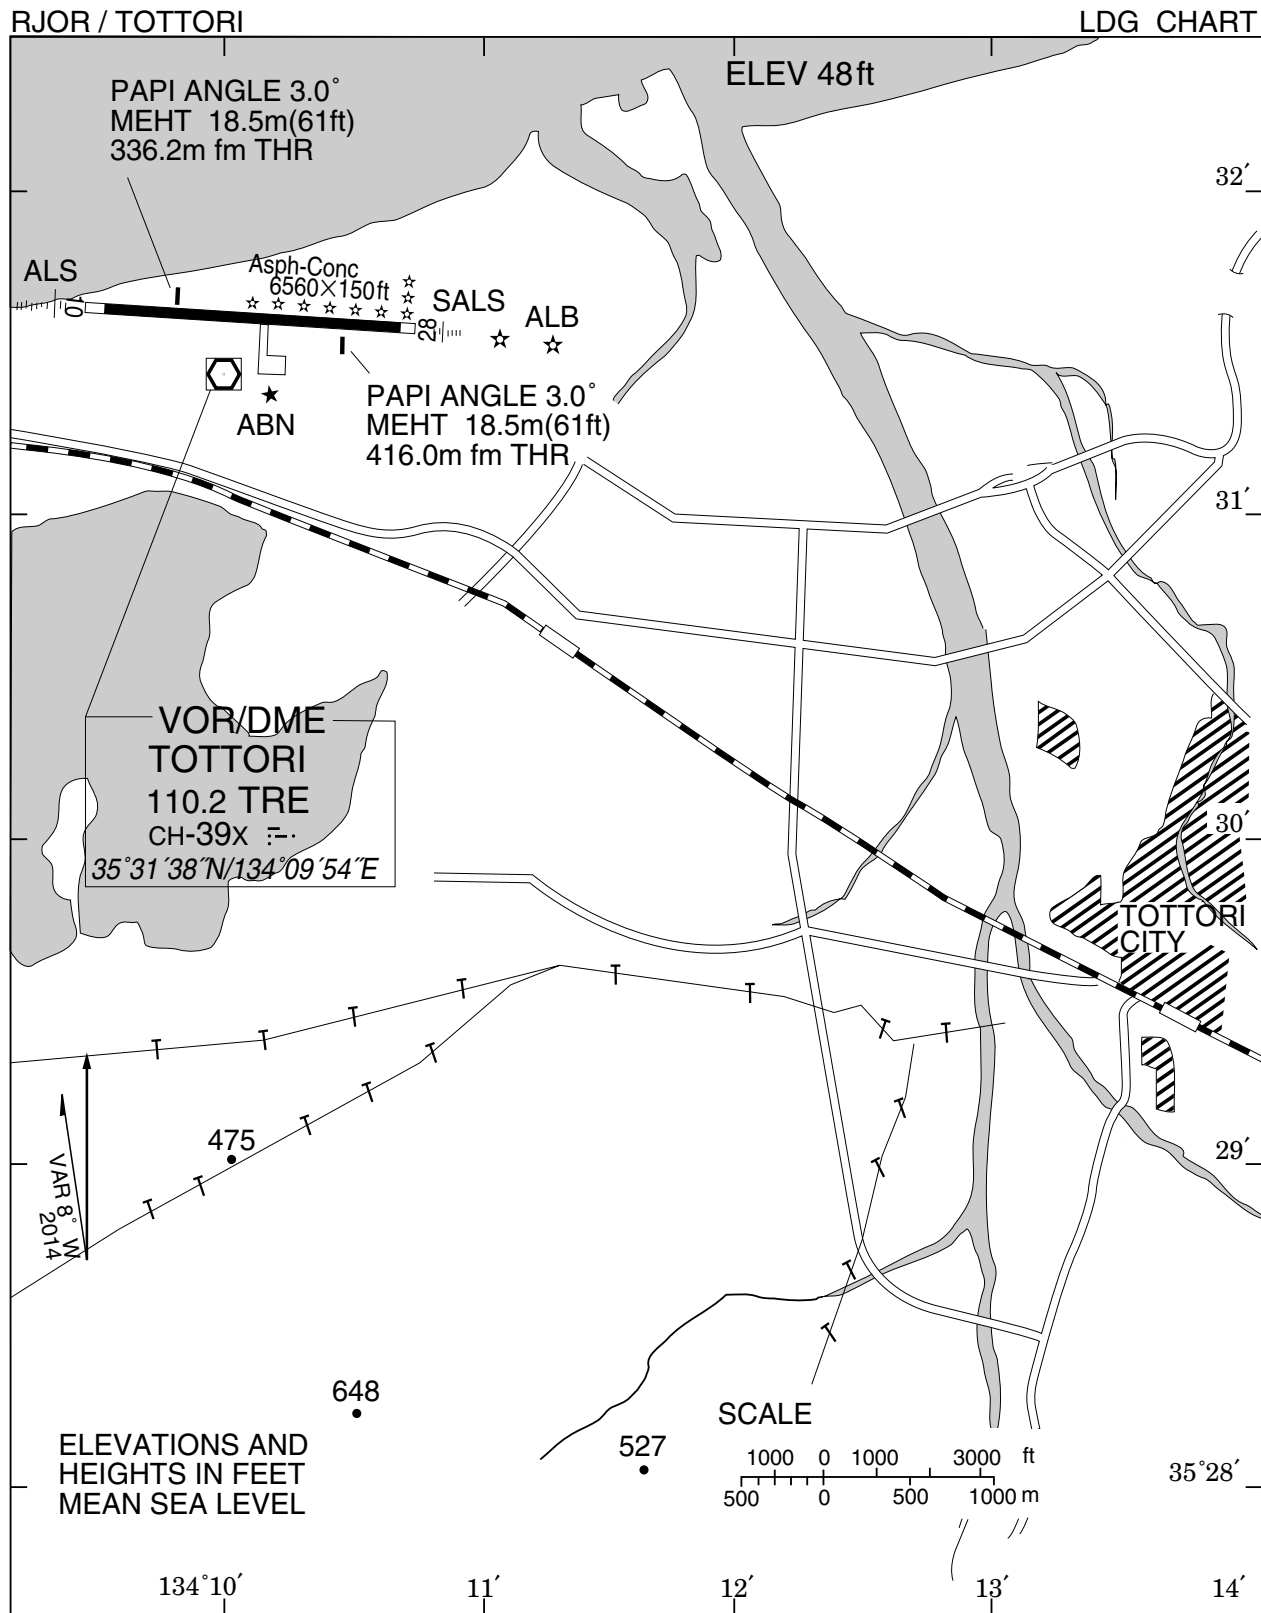 RJOR / TOTTORI
LDG CHART
ELEV 48ft
PAPI ANGLE 3.0°
MEHT 18.5m(61ft)
336.2m fm THR
32′
ALS
Asph-Conc
6560×150ft
SALS
ALB
10
28
ABN
PAPI ANGLE 3.0°
MEHT 18.5m(61ft)
416.0m fm THR
31′
VOR/DME
TOTTORI
110.2 TRE
CH-39X
35°31′38″N/134°09′54″E
30′
TOTTORI
CITY
475
29′
VAR 8° W
2014
648
527
ELEVATIONS AND
HEIGHTS IN FEET
MEAN SEA LEVEL
SCALE
1000 0 1000 3000 ft
500 0 500 1000 m
35°28′
134°10′ 11′ 12′ 13′ 14′